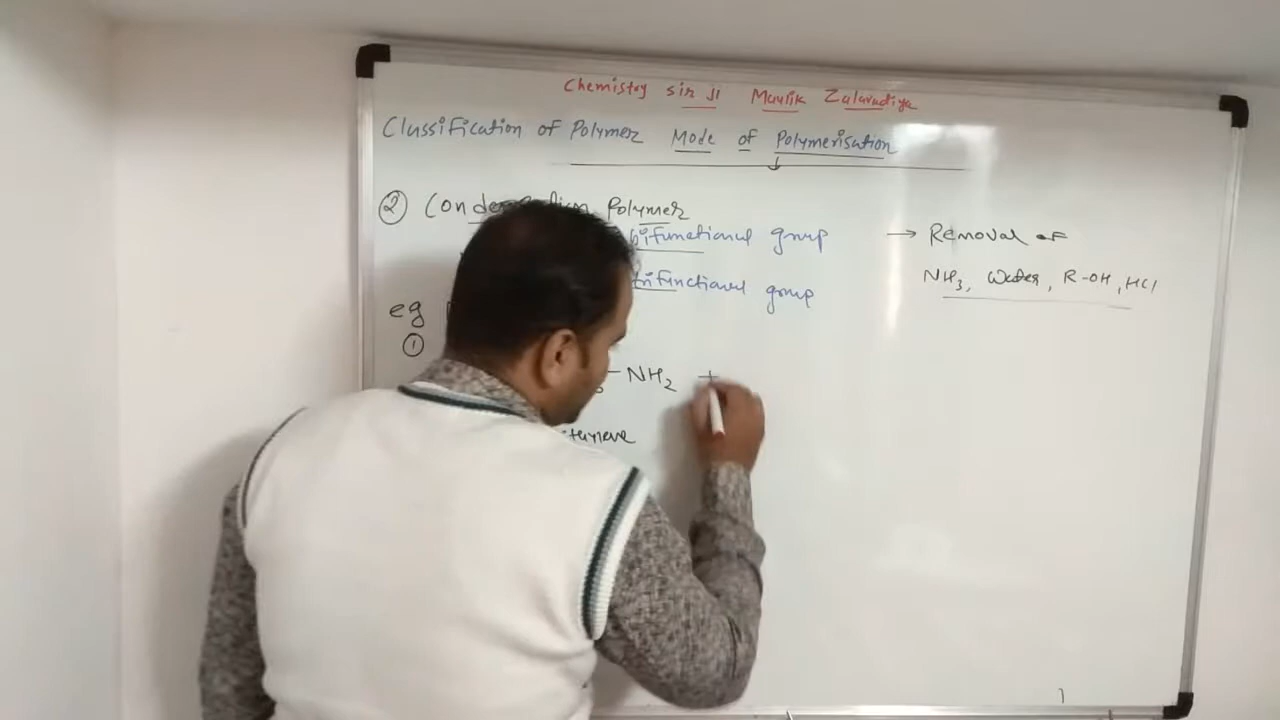 Chemistry sir JI Maulik Zalavadiya
Classification of Polymer Mode of Polymerisation
② Condensation Polymer
bifunctional group → Removal of
NH3, Water, R-OH, HCl
trifunctional group
eg
①
- NH2 +